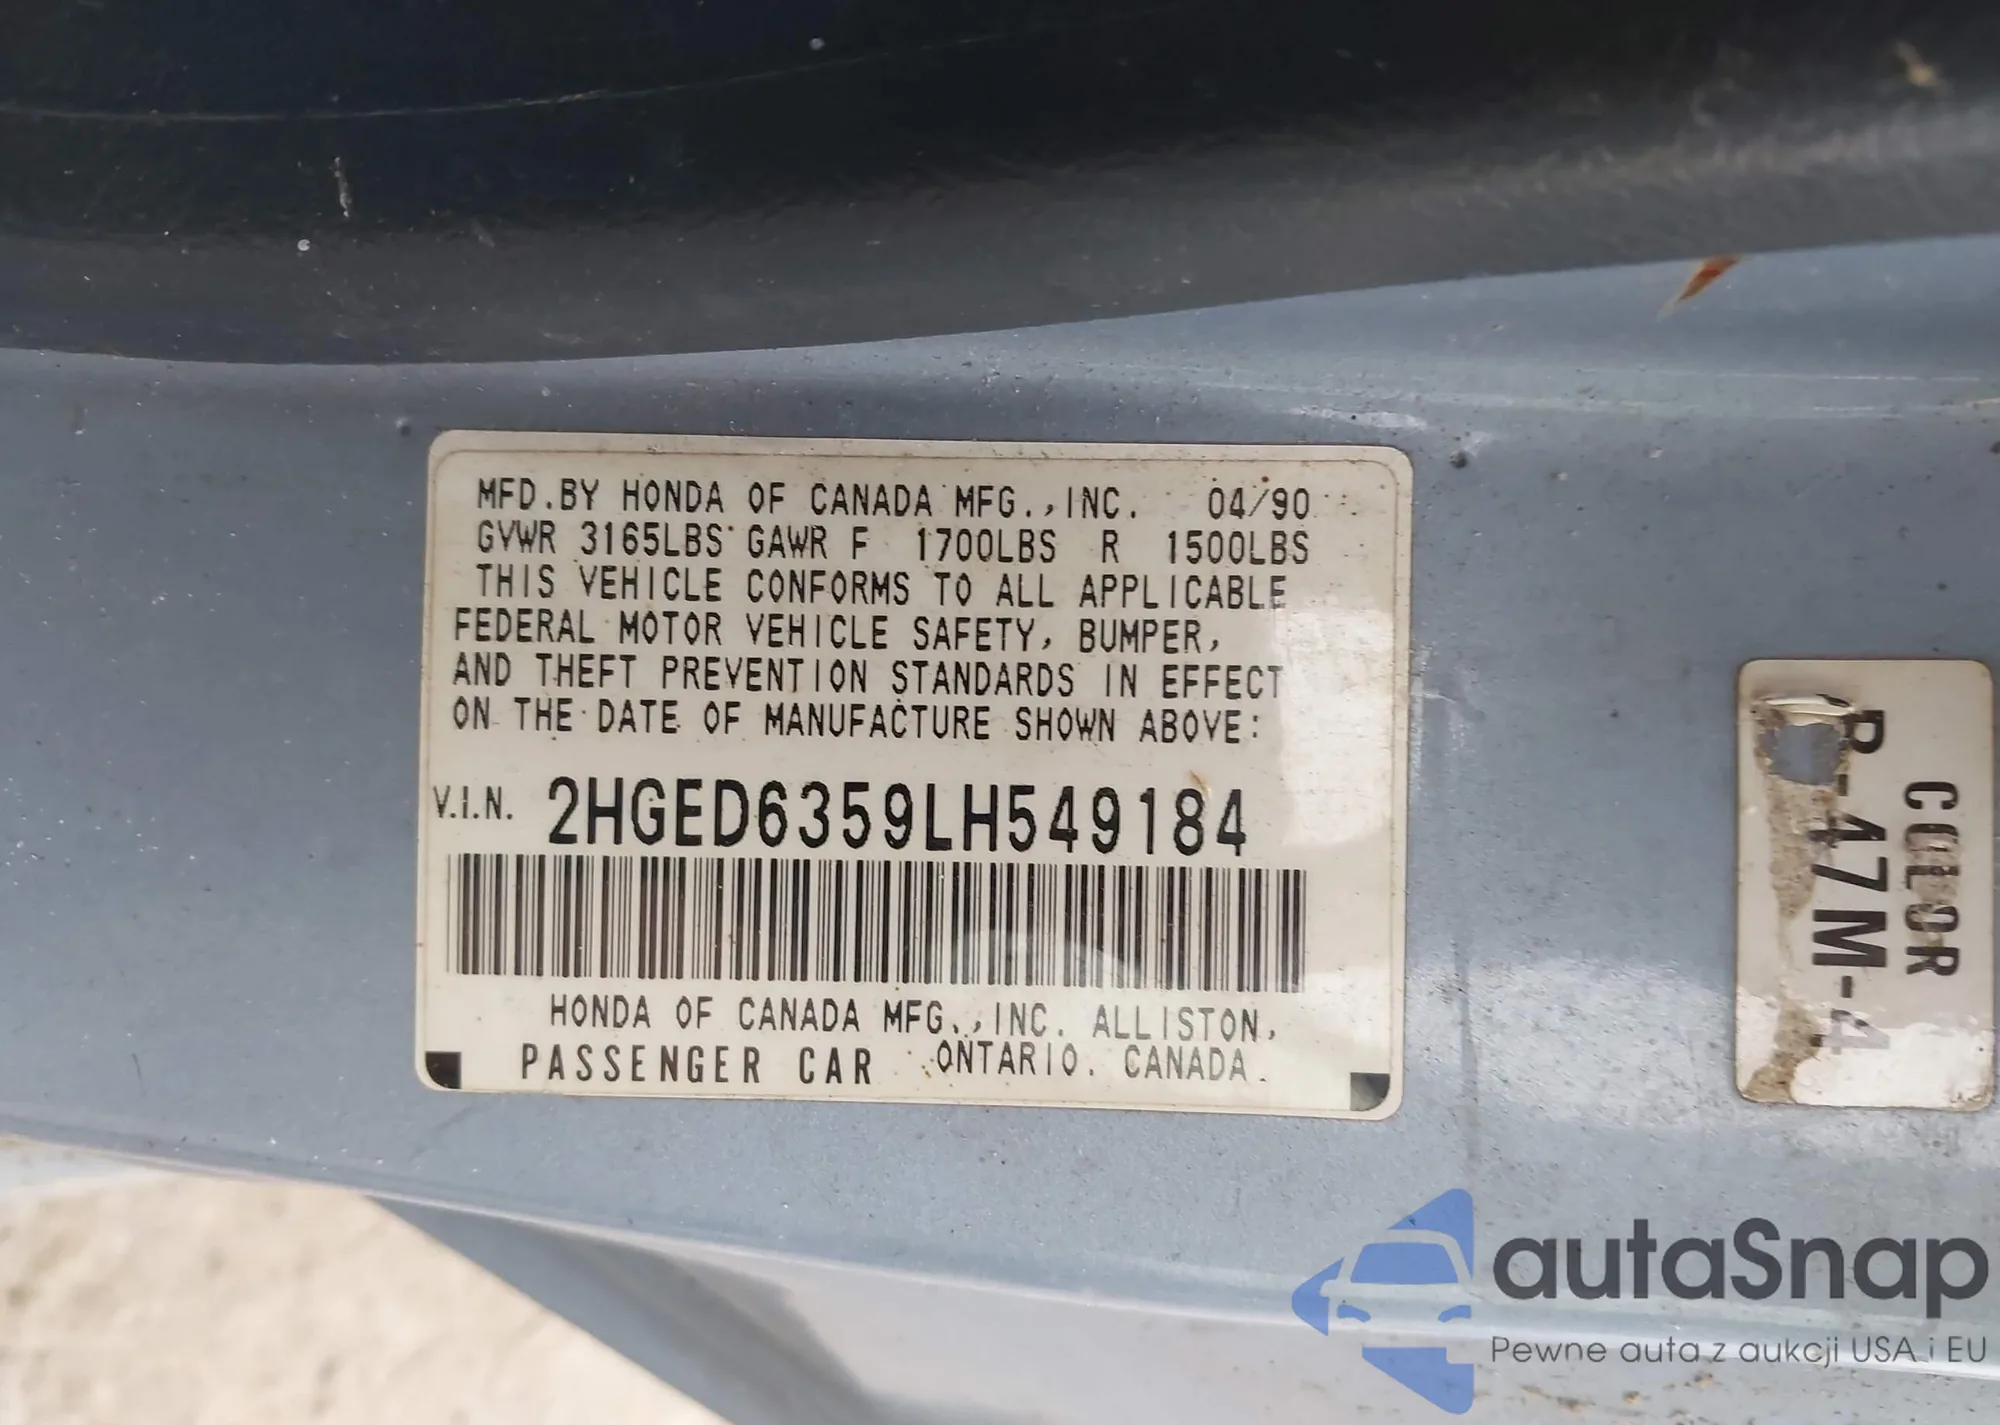 MFD.BY HONDA OF CANADA MFG.,INC. 04/90
GVWR 3165LBS GAWR F 1700LBS R 1500LBS
THIS VEHICLE CONFORMS TO ALL APPLICABLE
FEDERAL MOTOR VEHICLE SAFETY, BUMPER,
AND THEFT PREVENTION STANDARDS IN EFFECT
ON THE DATE OF MANUFACTURE SHOWN ABOVE:
V.I.N. 2HGED6359LH549184
HONDA OF CANADA MFG.,INC. ALLISTON,
PASSENGER CAR ONTARIO. CANADA.
COLOR
B-47M-4
autaSnap
Pewne auta z aukcji USA i EU